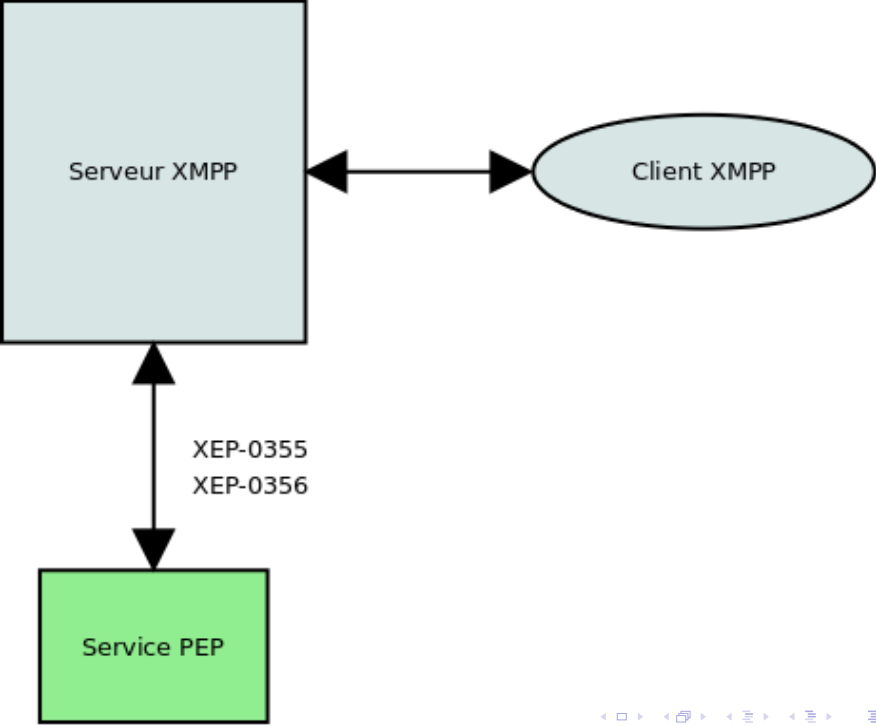 Serveur XMPP
Client XMPP
XEP-0355
XEP-0356
Service PEP